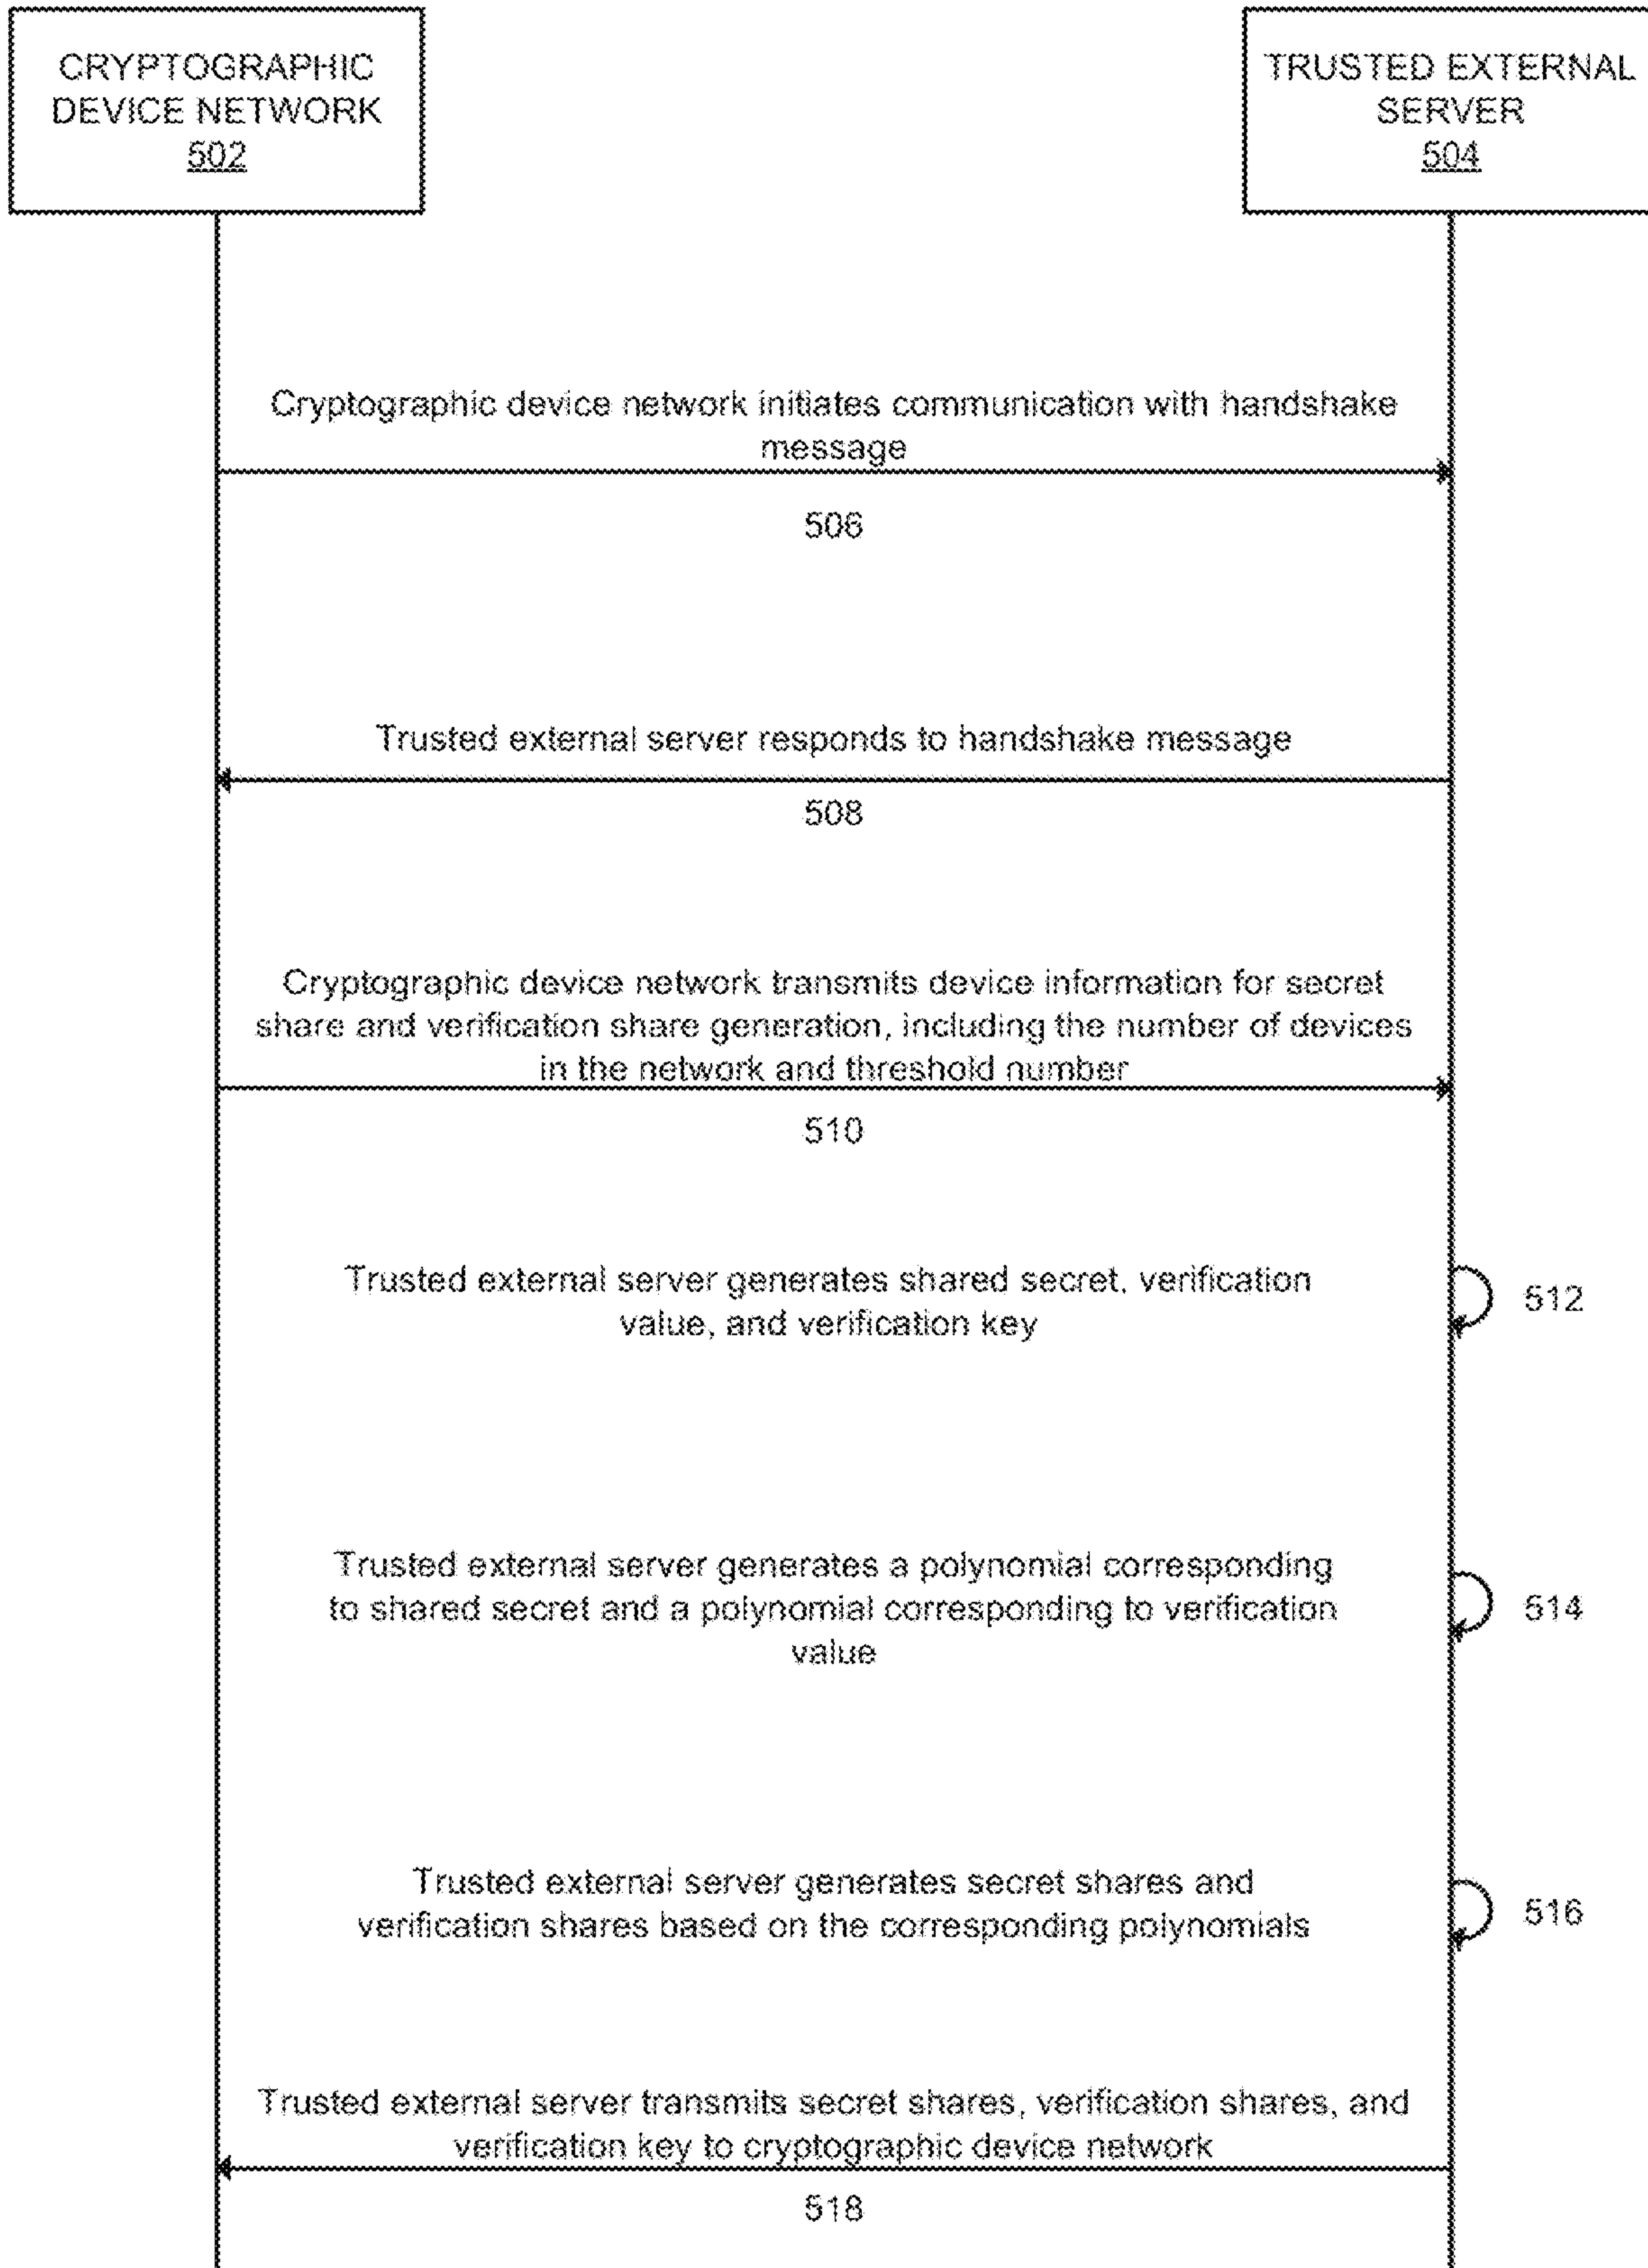 CRYPTOGRAPHIC
DEVICE NETWORK
502
TRUSTED EXTERNAL
SERVER
504
Cryptographic device network initiates communication with handshake
message
506
Trusted external server responds to handshake message
508
Cryptographic device network transmits device information for secret
share and verification share generation, including the number of devices
in the network and threshold number
510
Trusted external server generates shared secret, verification
value, and verification key
512
Trusted external server generates a polynomial corresponding
to shared secret and a polynomial corresponding to verification
value
514
Trusted external server generates secret shares and
verification shares based on the corresponding polynomials
516
Trusted external server transmits secret shares, verification shares, and
verification key to cryptographic device network
518